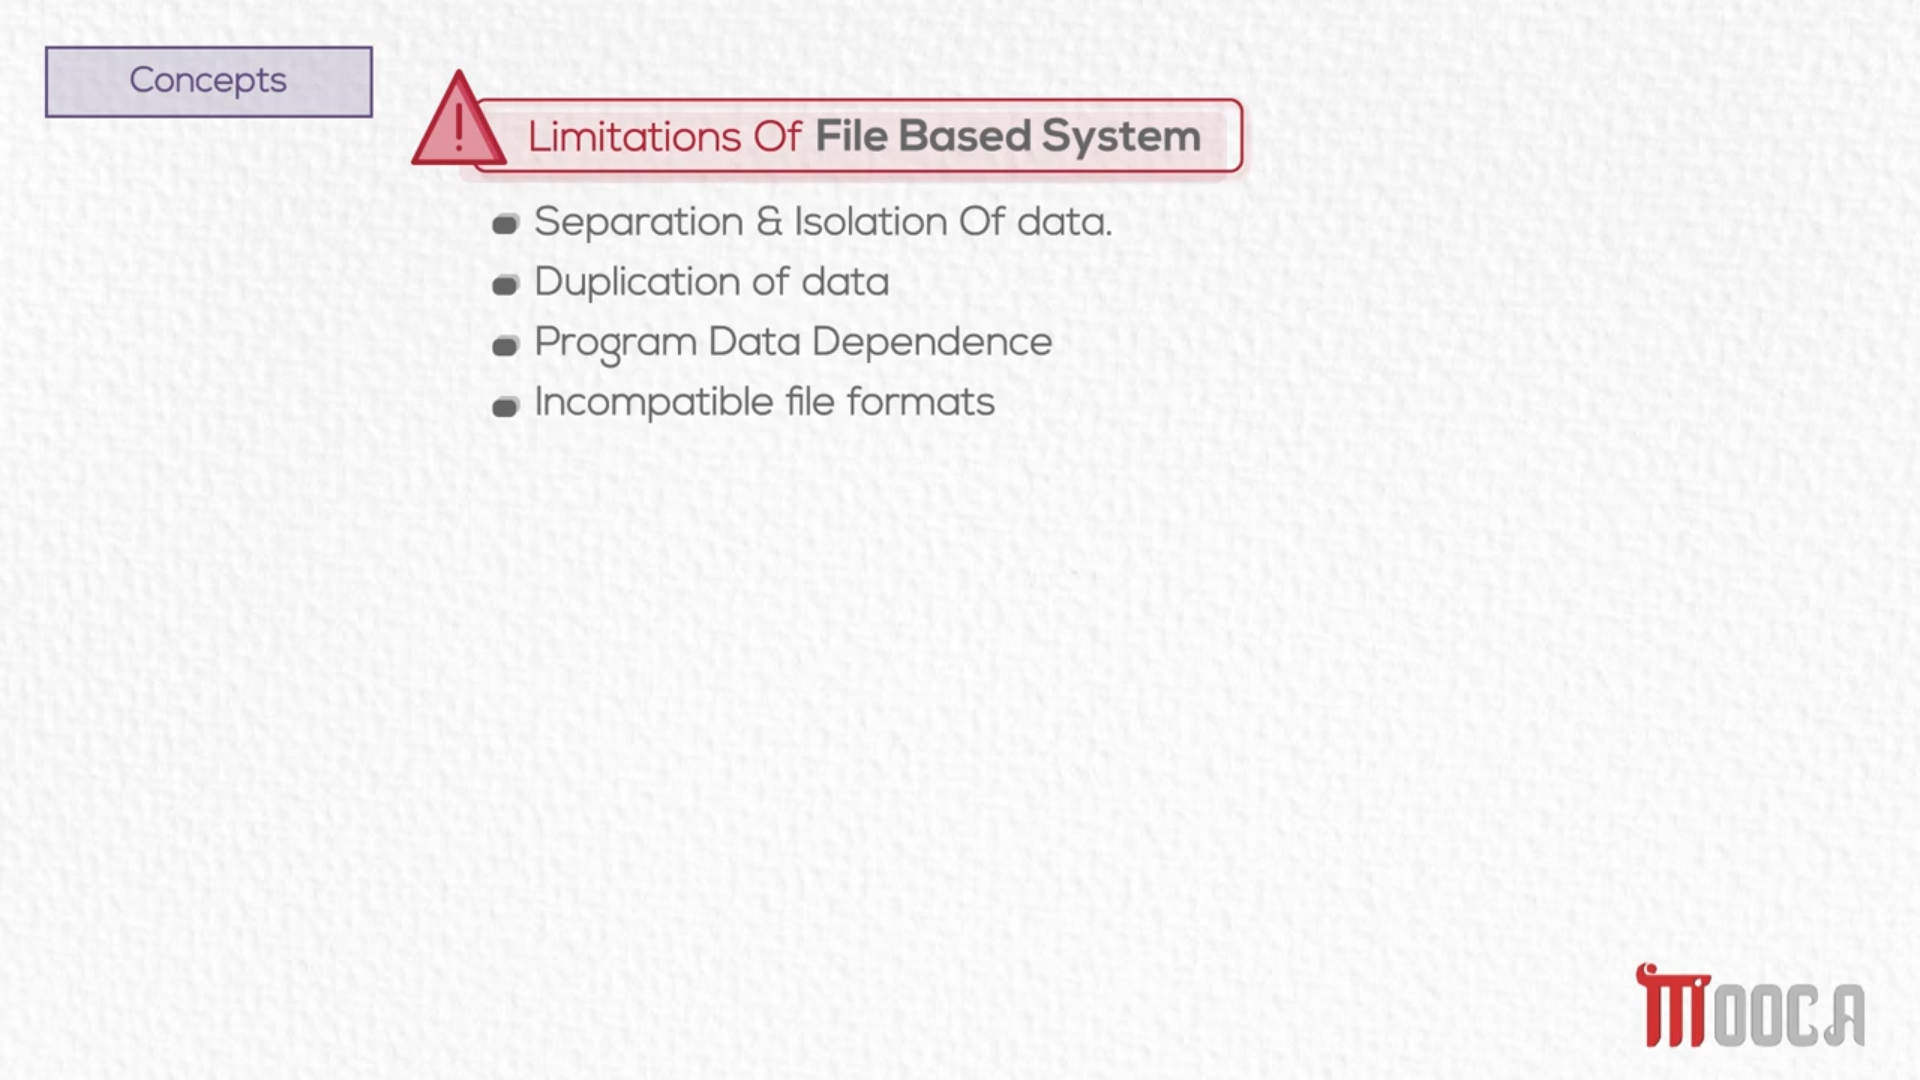 Concepts
Limitations Of File Based System
Separation & Isolation Of data.
Duplication of data
Program Data Dependence
Incompatible file formats
MOOCA